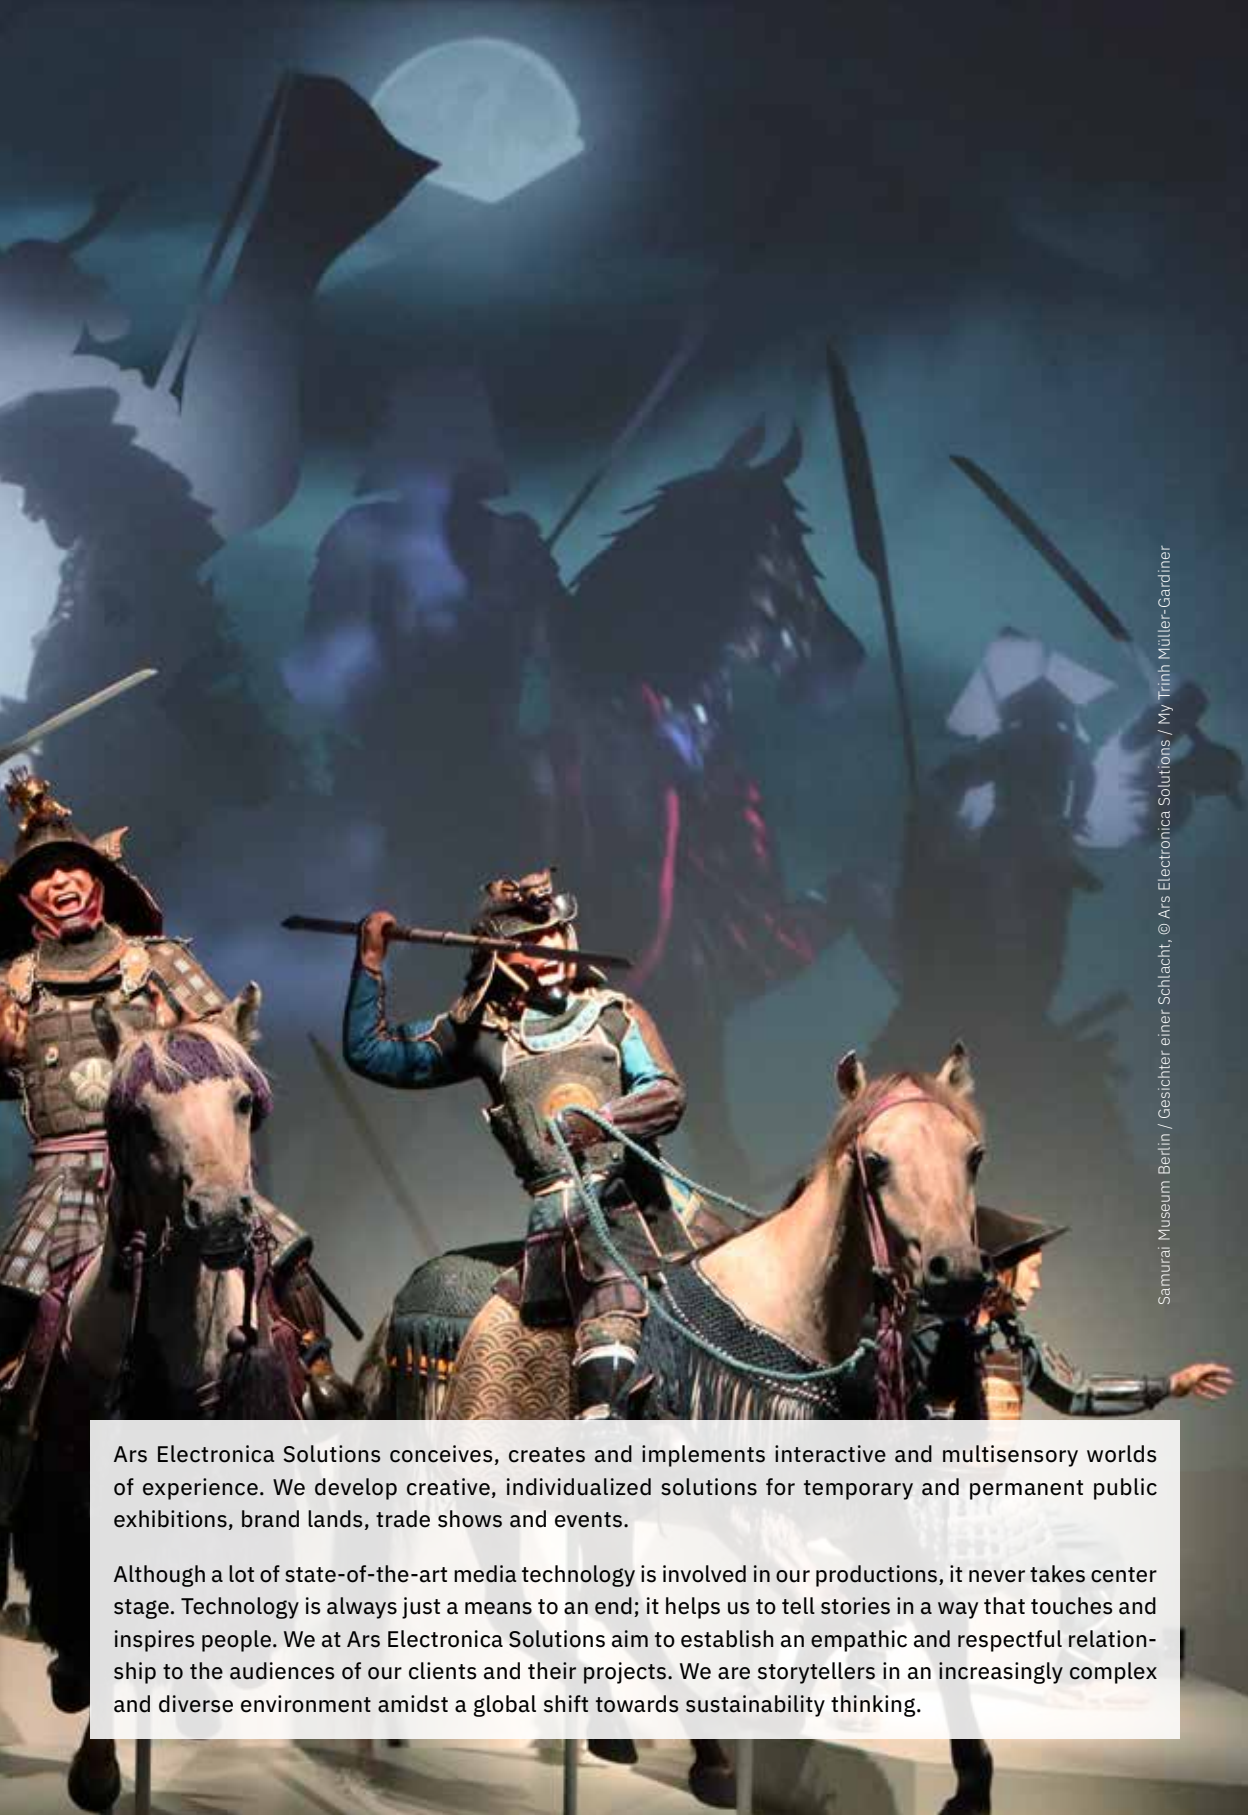 Samurai Museum Berlin / Gesichter einer Schlacht, © Ars Electronica Solutions / My Trinh Müller-Gardiner
Ars Electronica Solutions conceives, creates and implements interactive and multisensory worlds
of experience. We develop creative, individualized solutions for temporary and permanent public
exhibitions, brand lands, trade shows and events.
Although a lot of state-of-the-art media technology is involved in our productions, it never takes center
stage. Technology is always just a means to an end; it helps us to tell stories in a way that touches and
inspires people. We at Ars Electronica Solutions aim to establish an empathic and respectful relation-
ship to the audiences of our clients and their projects. We are storytellers in an increasingly complex
and diverse environment amidst a global shift towards sustainability thinking.